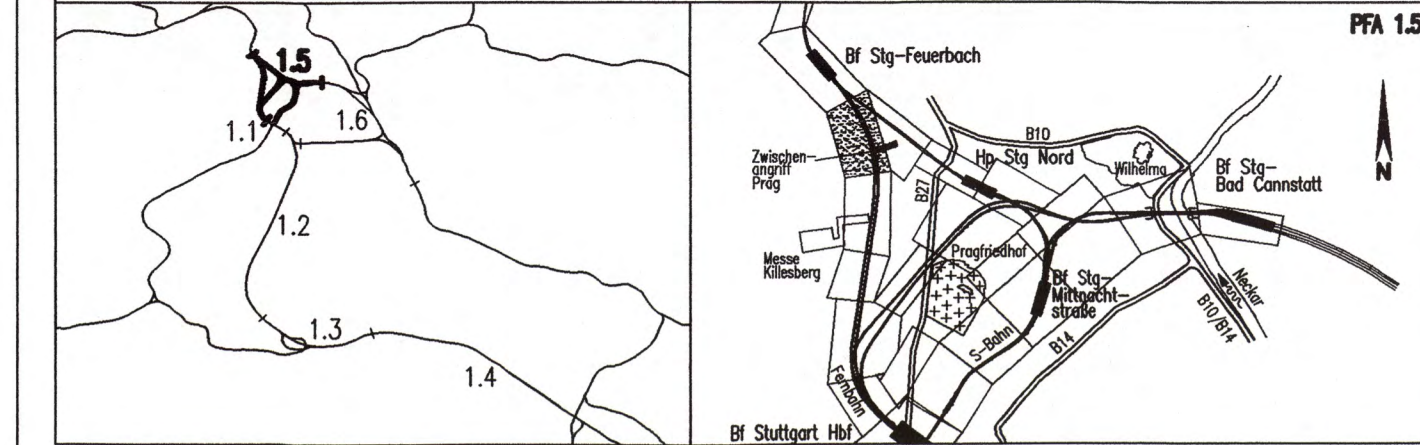 1.5
1.1
1.6
1.2
1.3
1.4
PFA 1.5
Bf Stg-Feuerbach
B10
Zwischen-
angriff
Prag
Hp Stg Nord
Wilhelma
Bf Stg-
Bad Cannstatt
N
B27
Messe
Killesberg
Pragfriedhof
Bf Stg-
Mittnacht-
straße
Neckar
B10/B14
S-Bahn
B14
Fernbahn
Bf Stuttgart Hbf